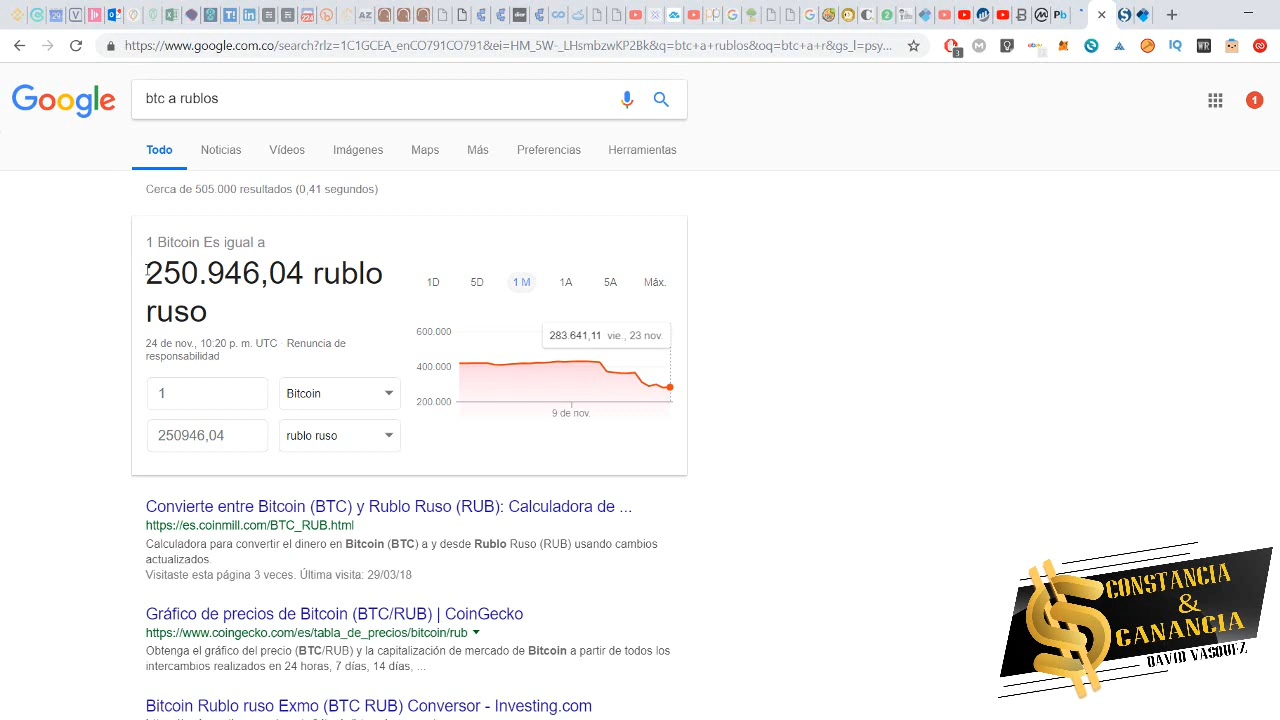 https://www.google.com.co/search?rlz=1C1GCEA_enCO791CO791&ei=HM_5W-_LHsmbzwKP2Bk&q=btc+a+rublos&oq=btc+a+r&gs_l=psy...
Google
btc a rublos
1
Todo Noticias Vídeos Imágenes Maps Más Preferencias Herramientas
Cerca de 505.000 resultados (0,41 segundos)
1 Bitcoin Es igual a
250.946,04 rublo
ruso
24 de nov., 10:20 p. m. UTC · Renuncia de
responsabilidad
1 Bitcoin
250946,04 rublo ruso
1D 5D 1 M 1A 5A Máx.
600.000
283.641,11 vie., 23 nov.
400.000
200.000
9 de nov.
Convierte entre Bitcoin (BTC) y Rublo Ruso (RUB): Calculadora de ...
https://es.coinmill.com/BTC_RUB.html
Calculadora para convertir el dinero en Bitcoin (BTC) a y desde Rublo Ruso (RUB) usando cambios
actualizados.
Visitaste esta página 3 veces. Última visita: 29/03/18
Gráfico de precios de Bitcoin (BTC/RUB) | CoinGecko
https://www.coingecko.com/es/tabla_de_precios/bitcoin/rub
Obtenga el gráfico del precio (BTC/RUB) y la capitalización de mercado de Bitcoin a partir de todos los
intercambios realizados en 24 horas, 7 días, 14 días, ...
Bitcoin Rublo ruso Exmo (BTC RUB) Conversor - Investing.com
CONSTANCIA
&
GANANCIA
DAVID VASQUEZ